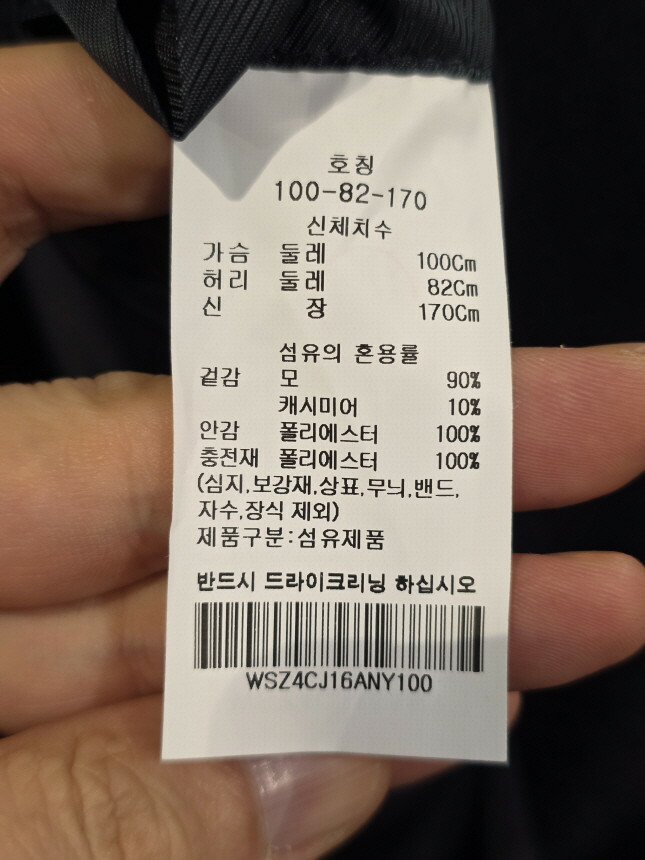 호칭
100-82-170
신체치수
가슴 둘레 100Cm
허리 둘레 82Cm
신 장 170Cm
섬유의 혼용률
겉감 모 90%
캐시미어 10%
안감 폴리에스터 100%
충전재 폴리에스터 100%
(심지,보강재,상표,무늬,밴드,
자수,장식 제외)
제품구분:섬유제품
반드시 드라이크리닝 하십시오
WSZ4CJ16ANY100